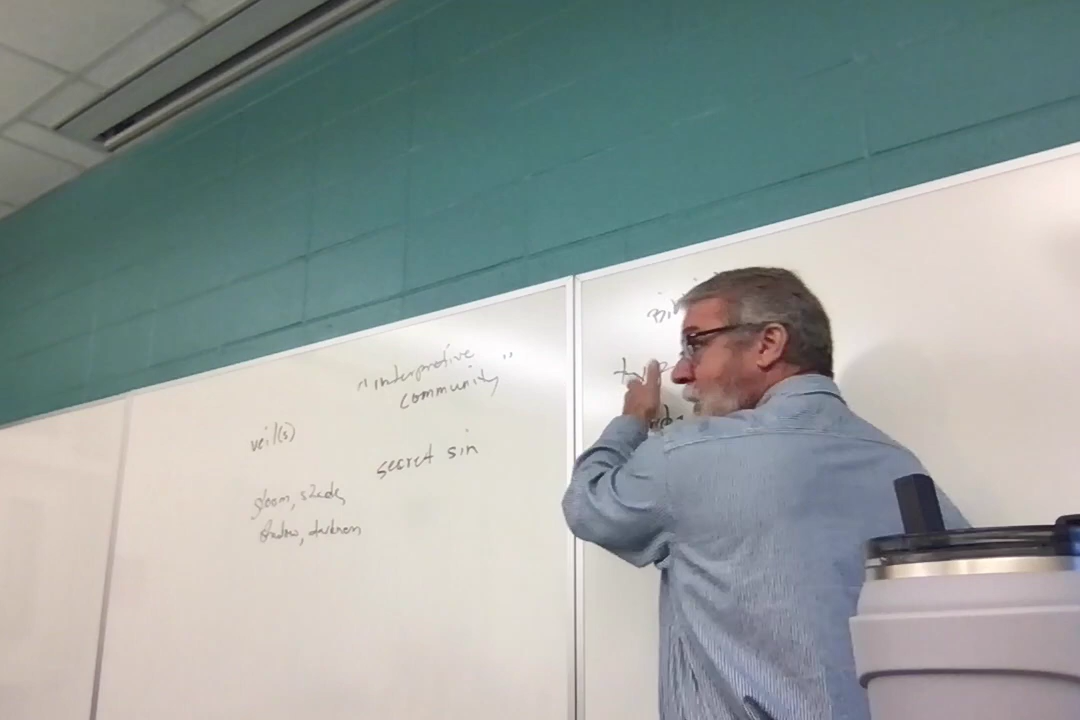 "interpretive
community"
veil(s)
secret sin
gloom, shade,
shadow, darkness